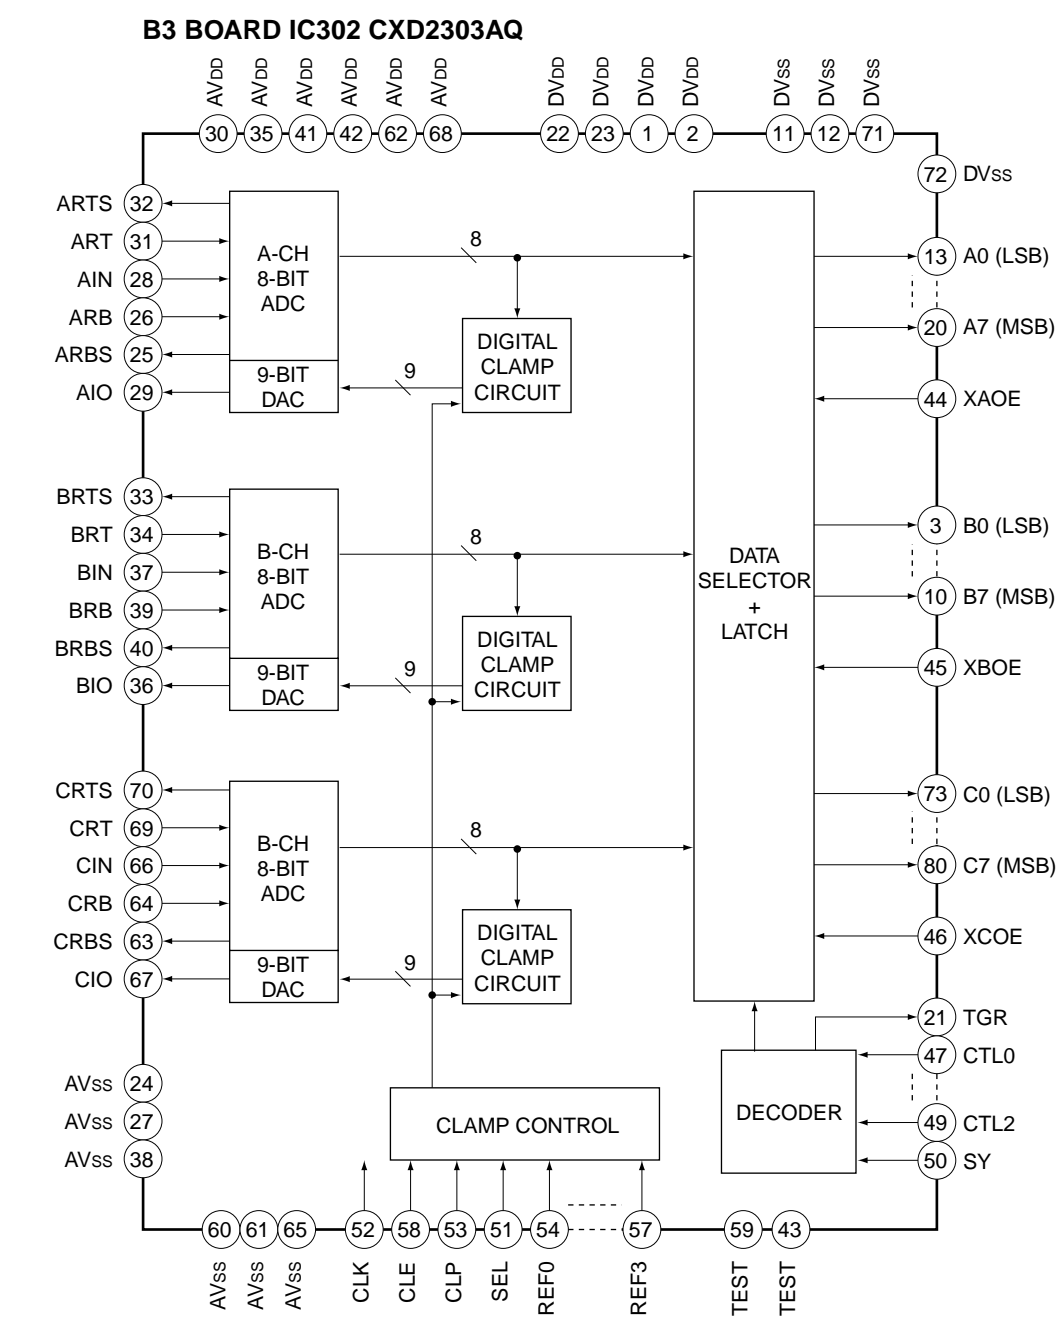 B3 BOARD IC302 CXD2303AQ
AVDD AVDD AVDD AVDD AVDD AVDD DVDD DVDD DVDD DVDD DVSS DVSS DVSS
30 35 41 42 62 68 22 23 1 2 11 12 71
72 DVSS
ARTS 32
ART 31
AIN 28
ARB 26
ARBS 25
AIO 29
A-CH
8-BIT
ADC
9-BIT
DAC
8
9
DIGITAL
CLAMP
CIRCUIT
13 A0 (LSB)
20 A7 (MSB)
44 XAOE
BRTS 33
BRT 34
BIN 37
BRB 39
BRBS 40
BIO 36
B-CH
8-BIT
ADC
9-BIT
DAC
8
9
DIGITAL
CLAMP
CIRCUIT
DATA
SELECTOR
+
LATCH
3 B0 (LSB)
10 B7 (MSB)
45 XBOE
CRTS 70
CRT 69
CIN 66
CRB 64
CRBS 63
CIO 67
B-CH
8-BIT
ADC
9-BIT
DAC
8
9
DIGITAL
CLAMP
CIRCUIT
73 C0 (LSB)
80 C7 (MSB)
46 XCOE
21 TGR
47 CTL0
49 CTL2
50 SY
AVSS 24
AVSS 27
AVSS 38
CLAMP CONTROL
DECODER
60 61 65 52 58 53 51 54 57 59 43
AVSS AVSS AVSS CLK CLE CLP SEL REF0 REF3 TEST TEST